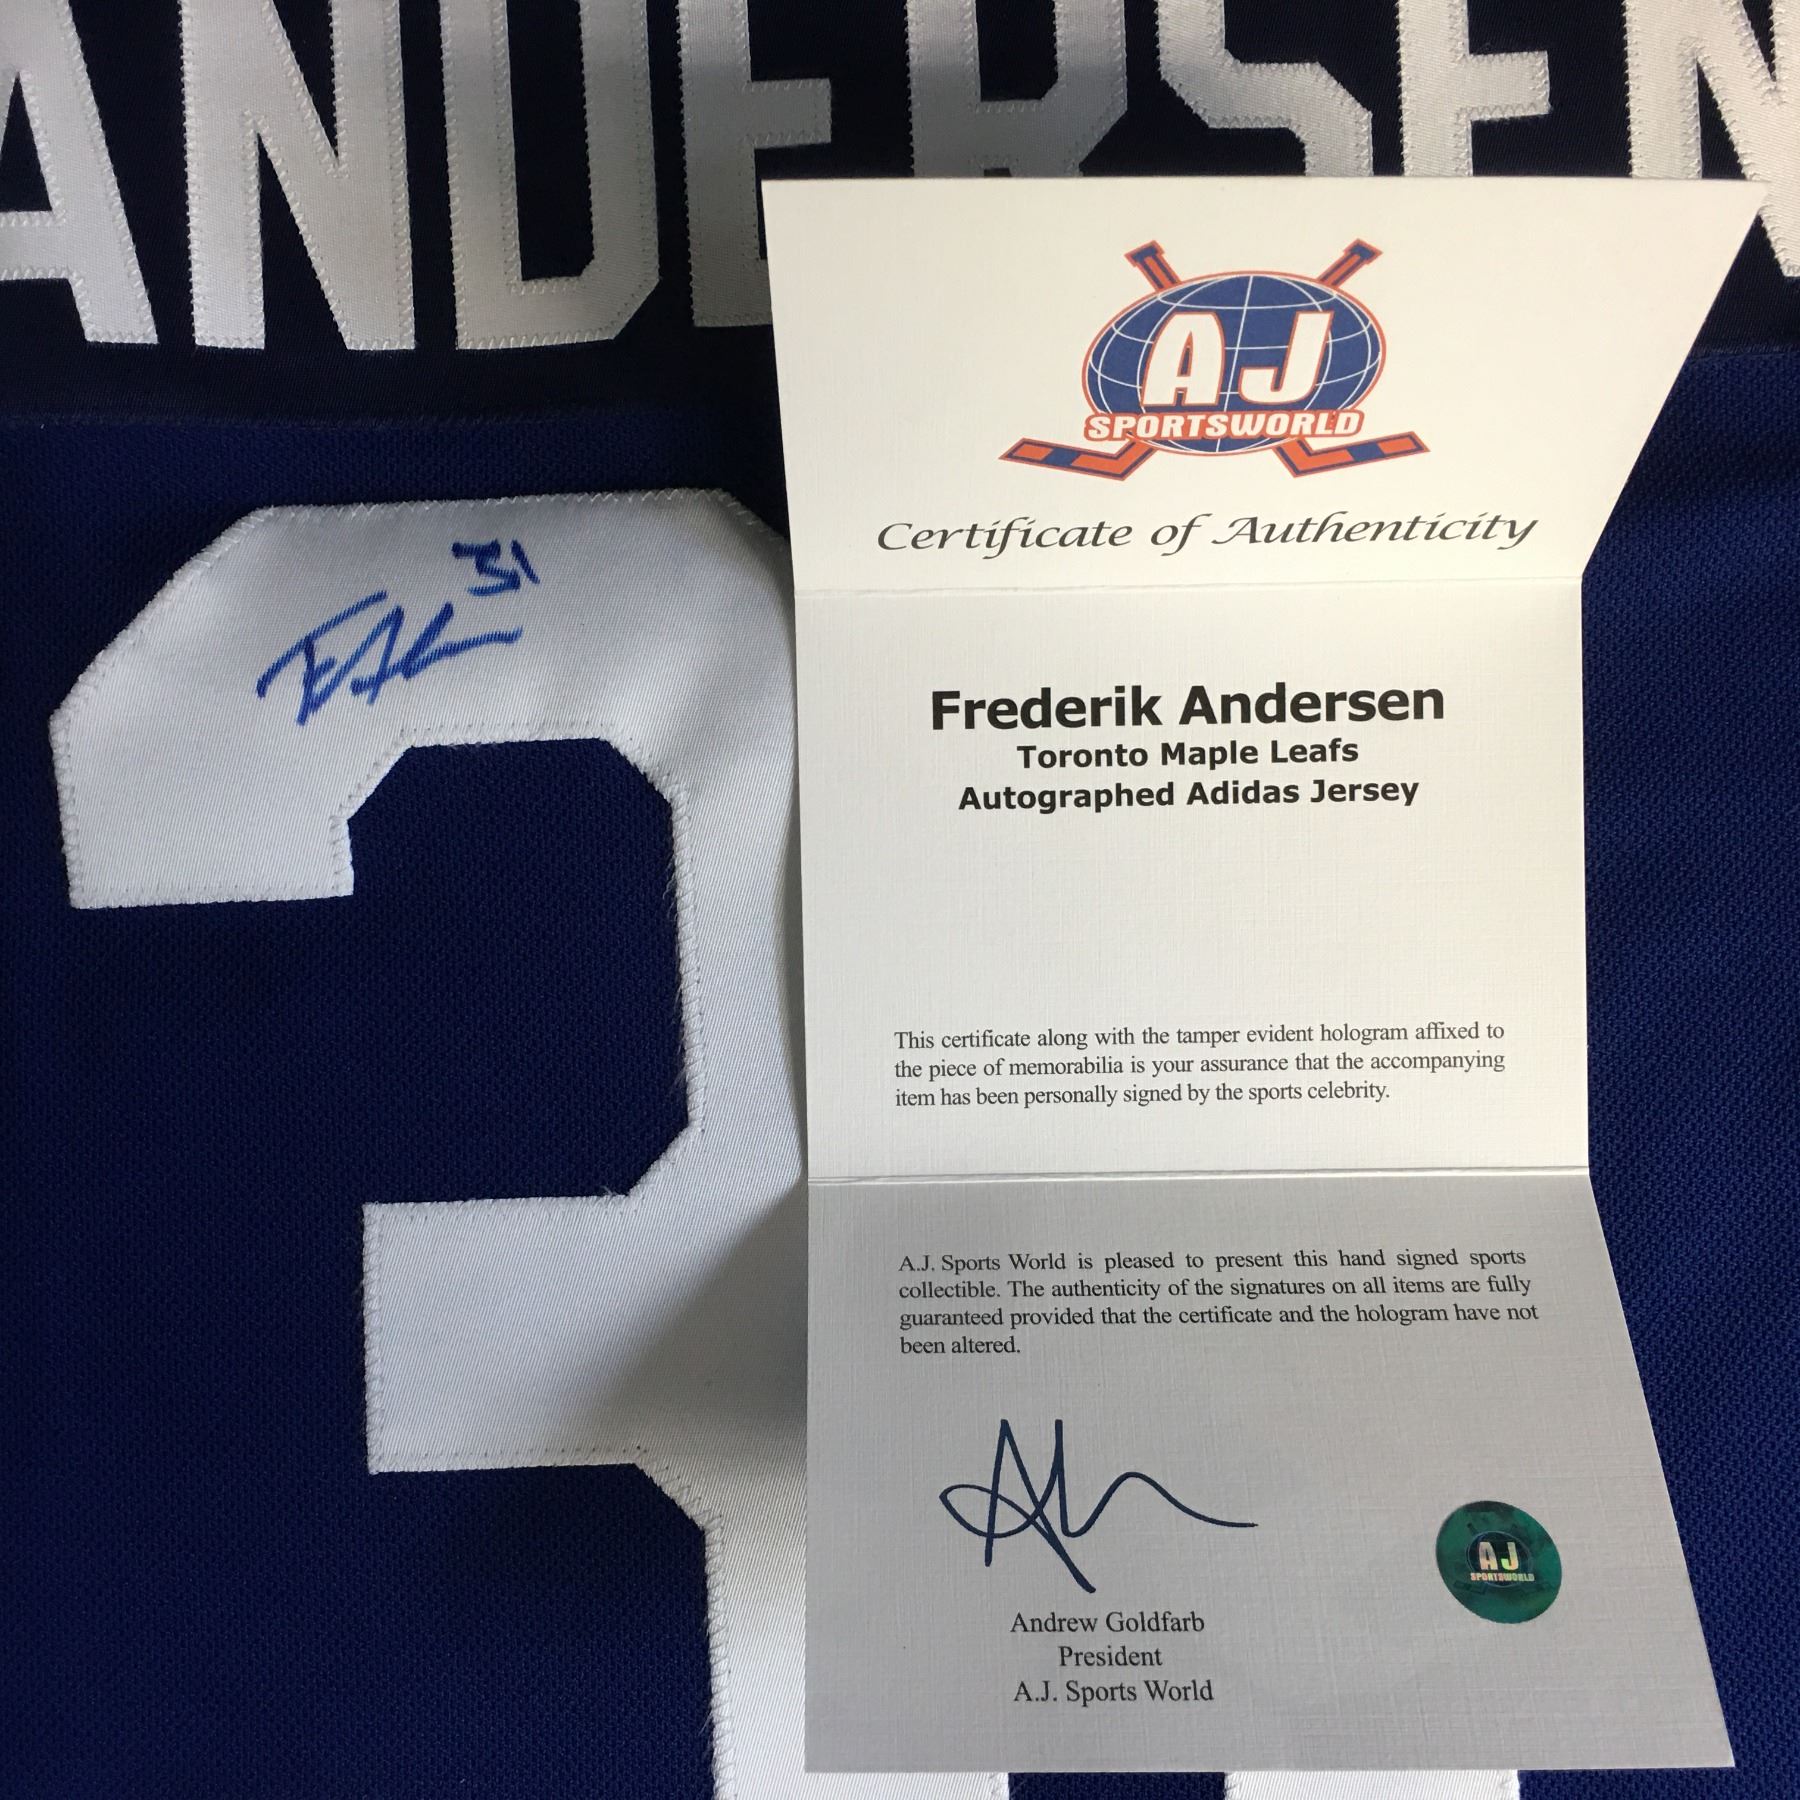 ANDERSEN
31
3
AJ
SPORTSWORLD
Certificate of Authenticity
Frederik Andersen
Toronto Maple Leafs
Autographed Adidas Jersey
This certificate along with the tamper evident hologram affixed to
the piece of memorabilia is your assurance that the accompanying
item has been personally signed by the sports celebrity.
A.J. Sports World is pleased to present this hand signed sports
collectible. The authenticity of the signatures on all items are fully
guaranteed provided that the certificate and the hologram have not
been altered.
Andrew Goldfarb
President
A.J. Sports World
AJ
SPORTSWORLD